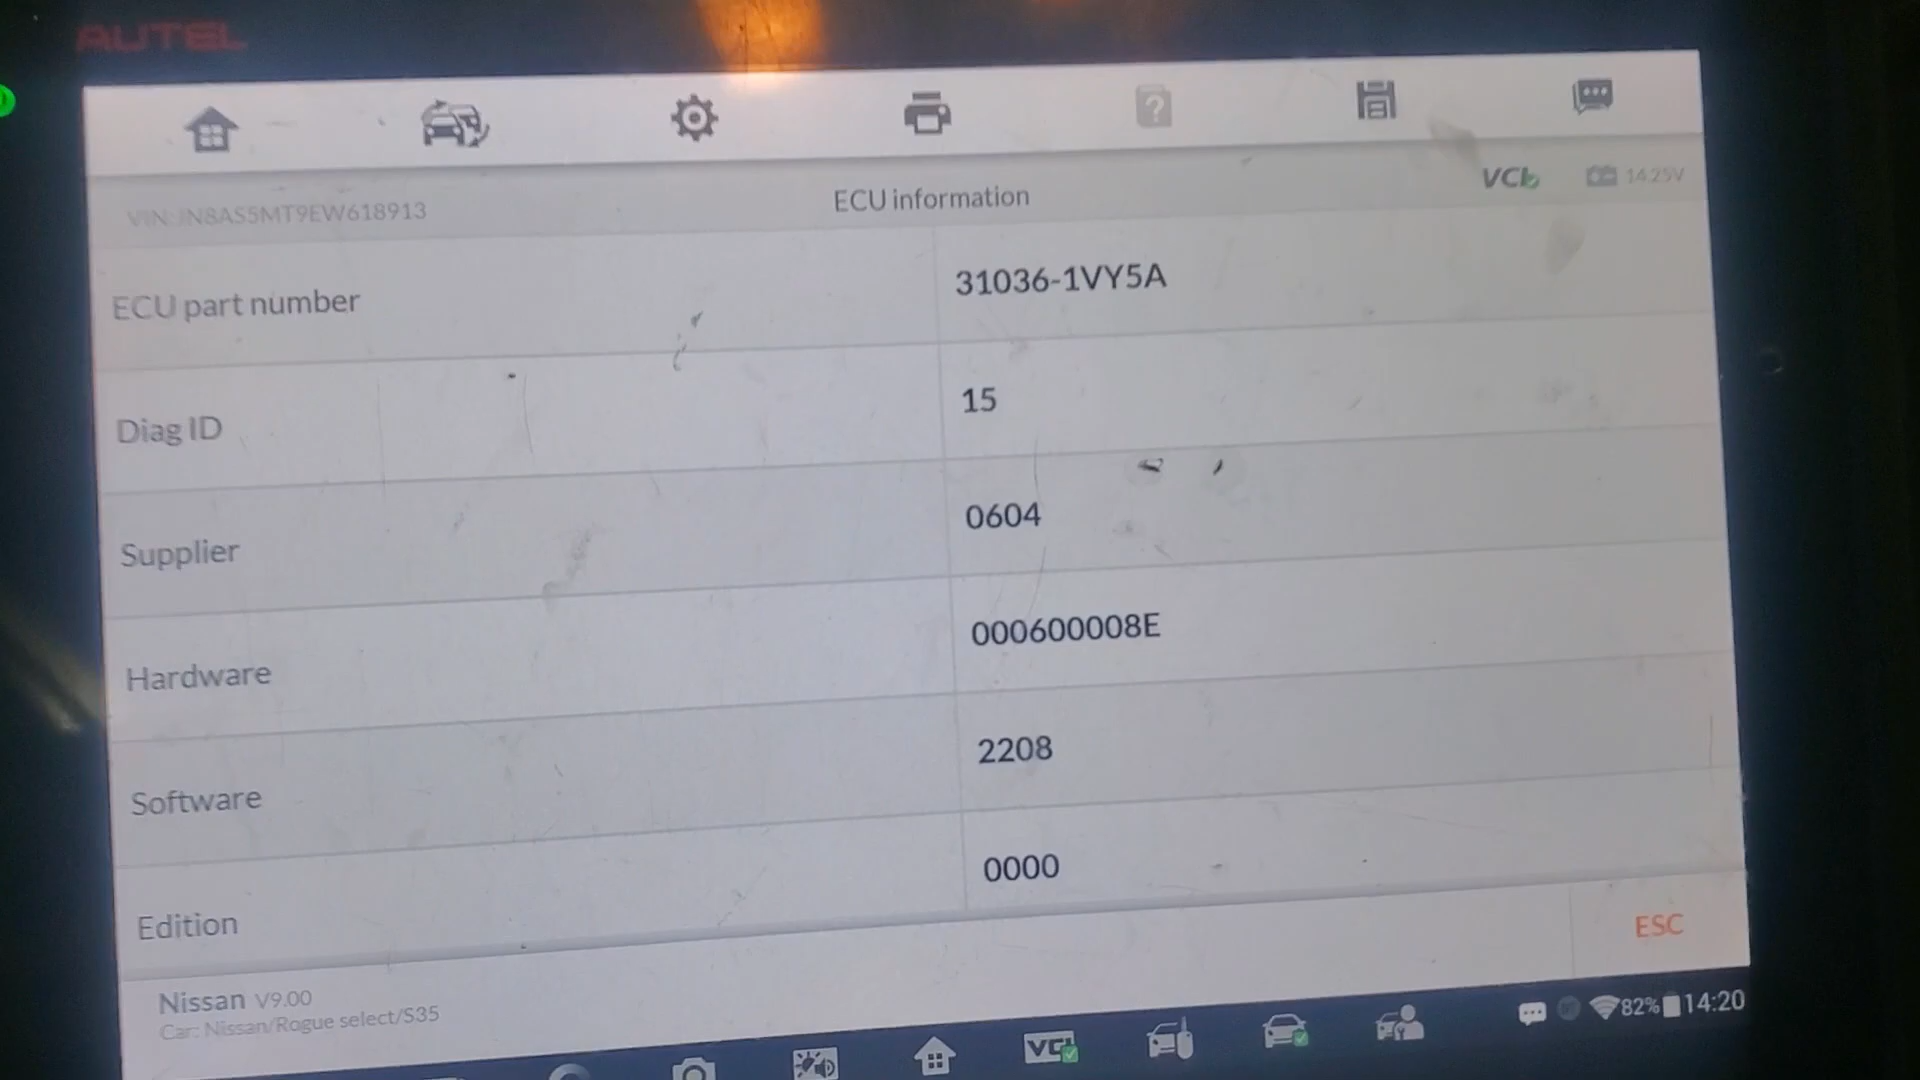 AUTEL
VCI 14.25V
VIN:JN8AS5MT9EW618913 ECU information
ECU part number 31036-1VY5A
Diag ID 15
Supplier 0604
Hardware 000600008E
Software 2208
Edition 0000
ESC
Nissan V9.00
Car: Nissan/Rogue select/S35
VCI 82% 14:20